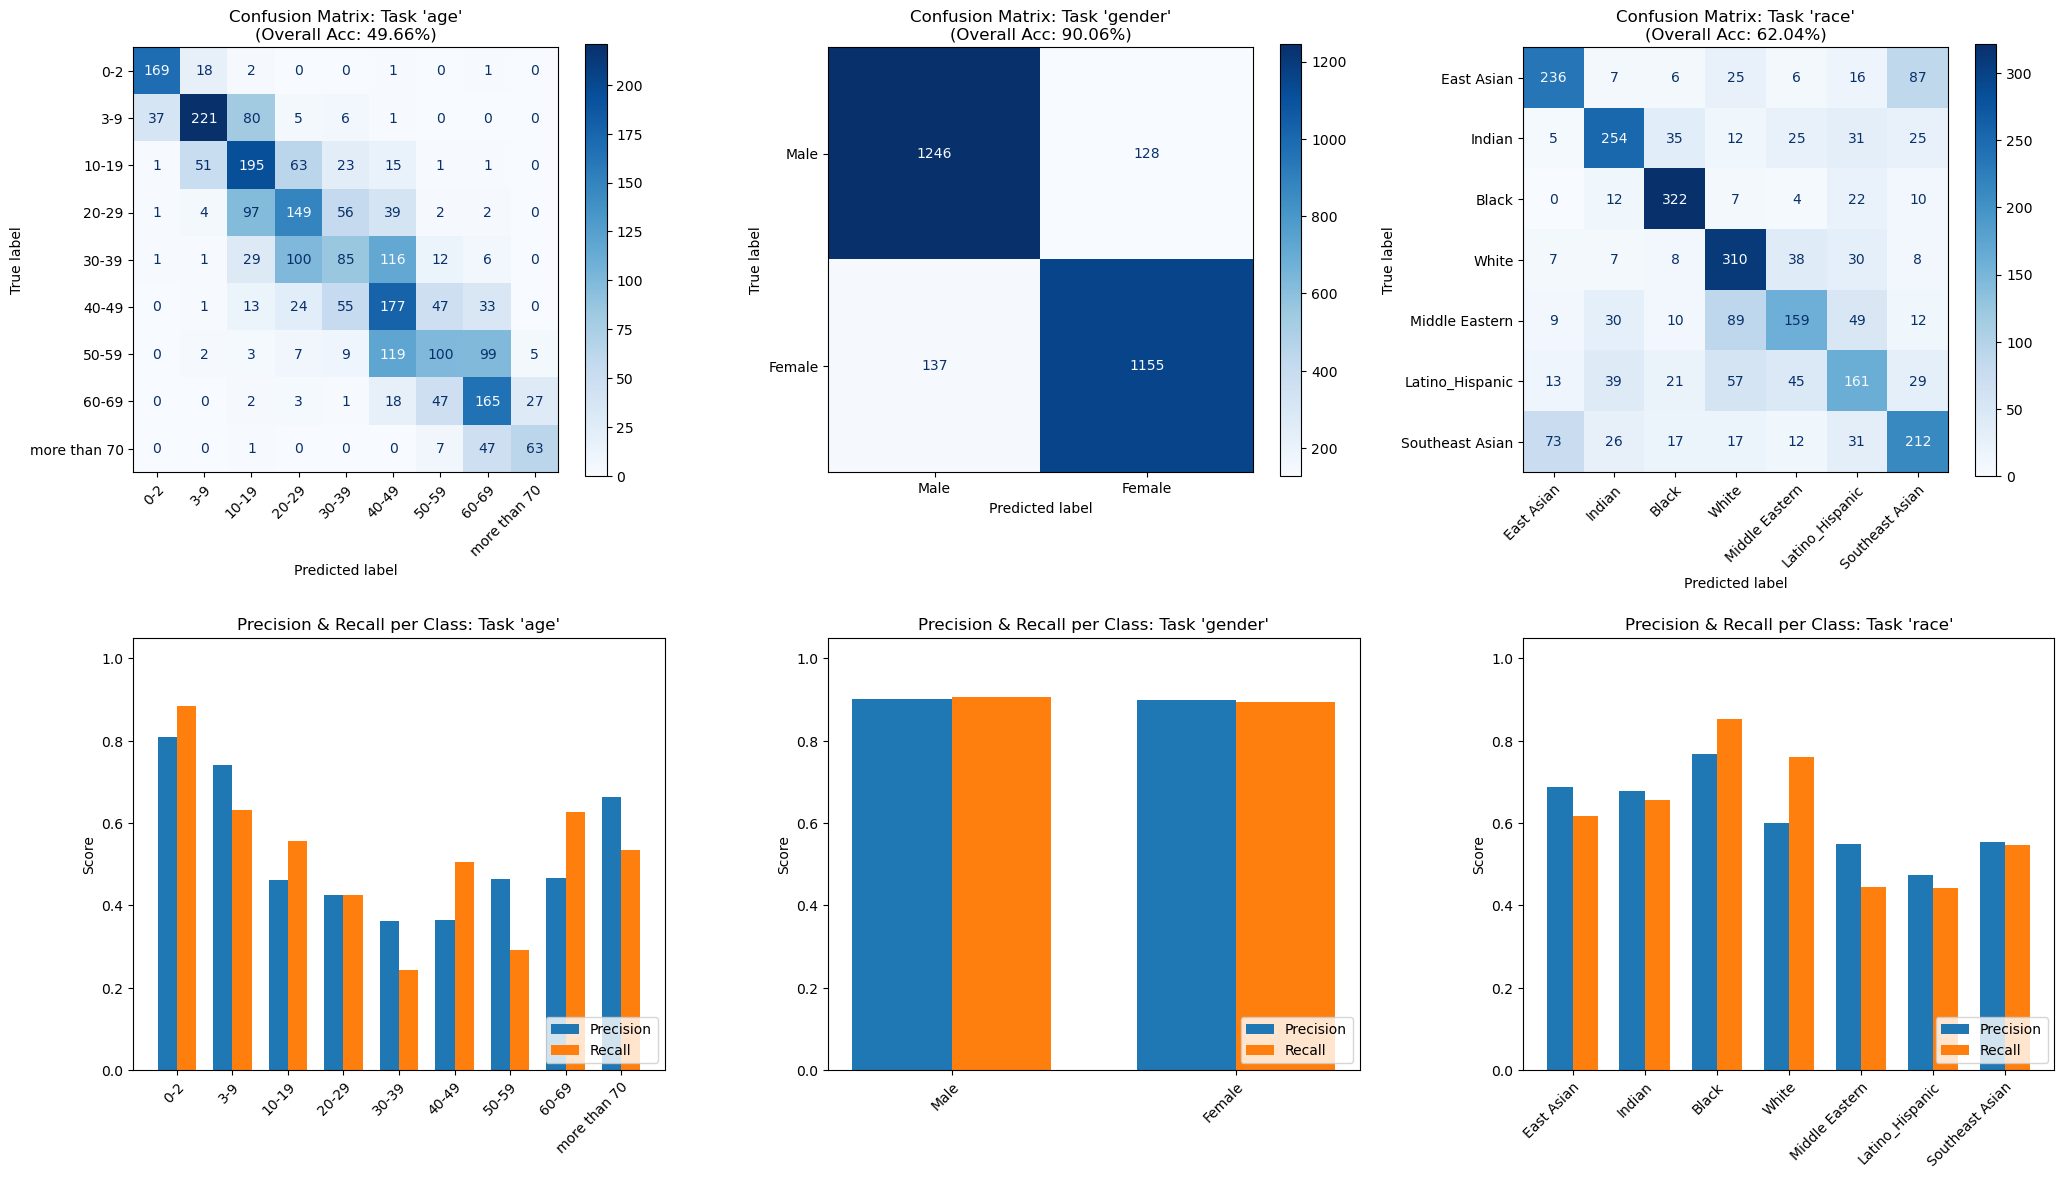 Confusion Matrix: Task 'age'
(Overall Acc: 49.66%)
True label
0-2 169 18 2 0 0 1 0 1 0
3-9 37 221 80 5 6 1 0 0 0
10-19 1 51 195 63 23 15 1 1 0
20-29 1 4 97 149 56 39 2 2 0
30-39 1 1 29 100 85 116 12 6 0
40-49 0 1 13 24 55 177 47 33 0
50-59 0 2 3 7 9 119 100 99 5
60-69 0 0 2 3 1 18 47 165 27
more than 70 0 0 1 0 0 0 7 47 63
0-2 3-9 10-19 20-29 30-39 40-49 50-59 60-69 more than 70
Predicted label
200
175
150
125
100
75
50
25
0
Confusion Matrix: Task 'gender'
(Overall Acc: 90.06%)
True label
Male 1246 128
Female 137 1155
Male Female
Predicted label
1200
1000
800
600
400
200
Confusion Matrix: Task 'race'
(Overall Acc: 62.04%)
True label
East Asian 236 7 6 25 6 16 87
Indian 5 254 35 12 25 31 25
Black 0 12 322 7 4 22 10
White 7 7 8 310 38 30 8
Middle Eastern 9 30 10 89 159 49 12
Latino_Hispanic 13 39 21 57 45 161 29
Southeast Asian 73 26 17 17 12 31 212
East Asian Indian Black White Middle Eastern Latino_Hispanic Southeast Asian
Predicted label
300
250
200
150
100
50
0
Precision & Recall per Class: Task 'age'
Score
1.0
0.8
0.6
0.4
0.2
0.0
0-2 3-9 10-19 20-29 30-39 40-49 50-59 60-69 more than 70
Precision
Recall
Precision & Recall per Class: Task 'gender'
Score
1.0
0.8
0.6
0.4
0.2
0.0
Male Female
Precision
Recall
Precision & Recall per Class: Task 'race'
Score
1.0
0.8
0.6
0.4
0.2
0.0
East Asian Indian Black White Middle Eastern Latino_Hispanic Southeast Asian
Precision
Recall